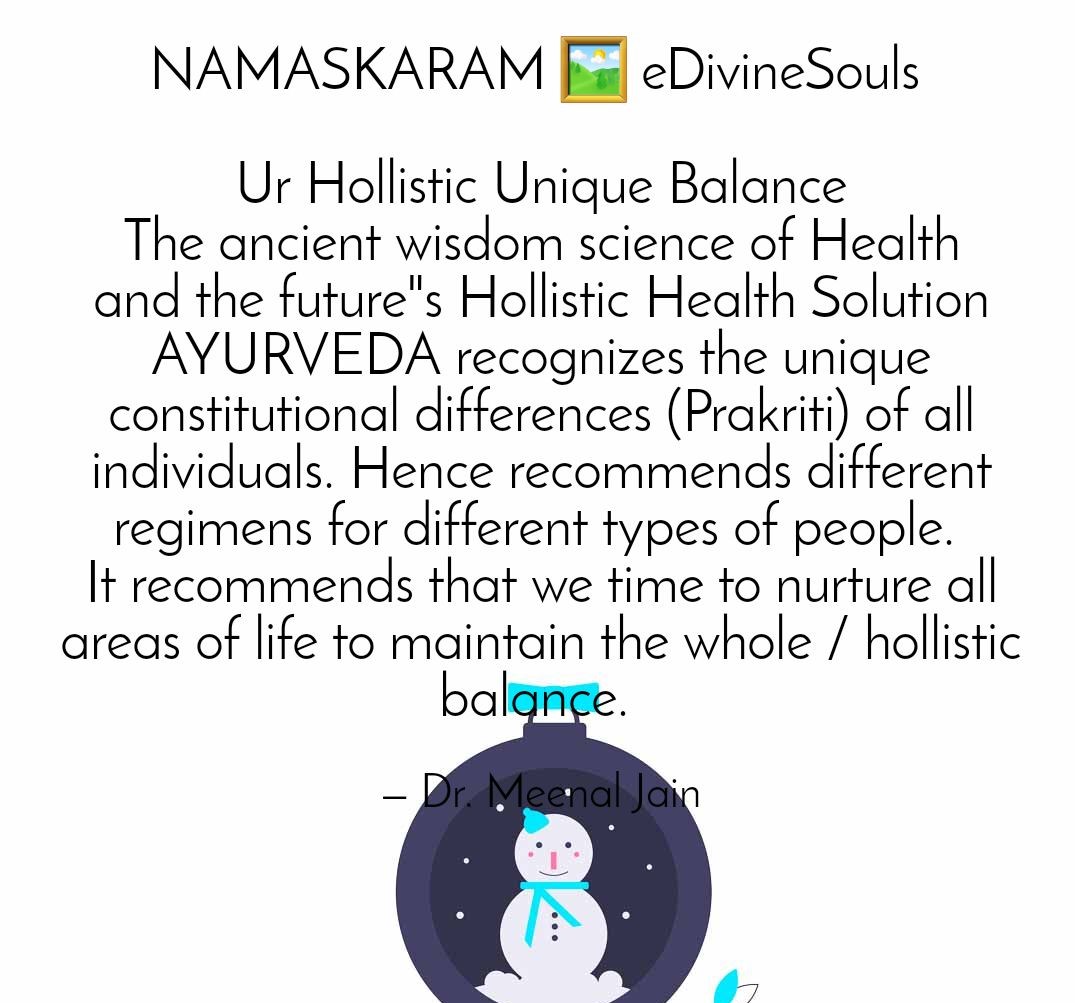 NAMASKARAM 🖼️ eDivineSouls
Ur Hollistic Unique Balance
The ancient wisdom science of Health
and the future"s Hollistic Health Solution
AYURVEDA recognizes the unique
constitutional differences (Prakriti) of all
individuals. Hence recommends different
regimens for different types of people.
It recommends that we time to nurture all
areas of life to maintain the whole / hollistic
balance.
– Dr. Meenal Jain